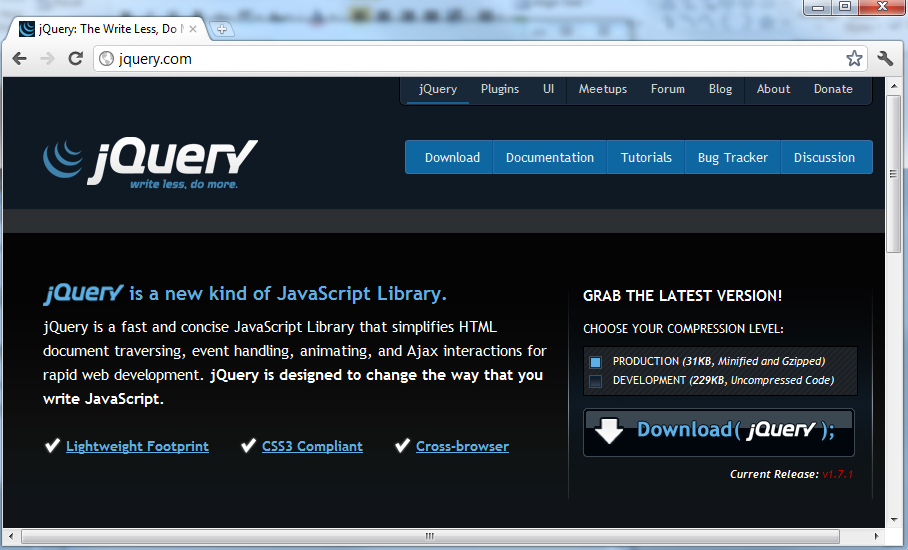 jQuery: The Write Less, Do
jquery.com
jQuery Plugins UI Meetups Forum Blog About Donate
jQuery
write less, do more.
Download Documentation Tutorials Bug Tracker Discussion
jQuery is a new kind of JavaScript Library.
jQuery is a fast and concise JavaScript Library that simplifies HTML
document traversing, event handling, animating, and Ajax interactions for
rapid web development. jQuery is designed to change the way that you
write JavaScript.
Lightweight Footprint CSS3 Compliant Cross-browser
GRAB THE LATEST VERSION!
CHOOSE YOUR COMPRESSION LEVEL:
PRODUCTION (31KB, Minified and Gzipped)
DEVELOPMENT (229KB, Uncompressed Code)
Download( jQuery );
Current Release: v1.7.1